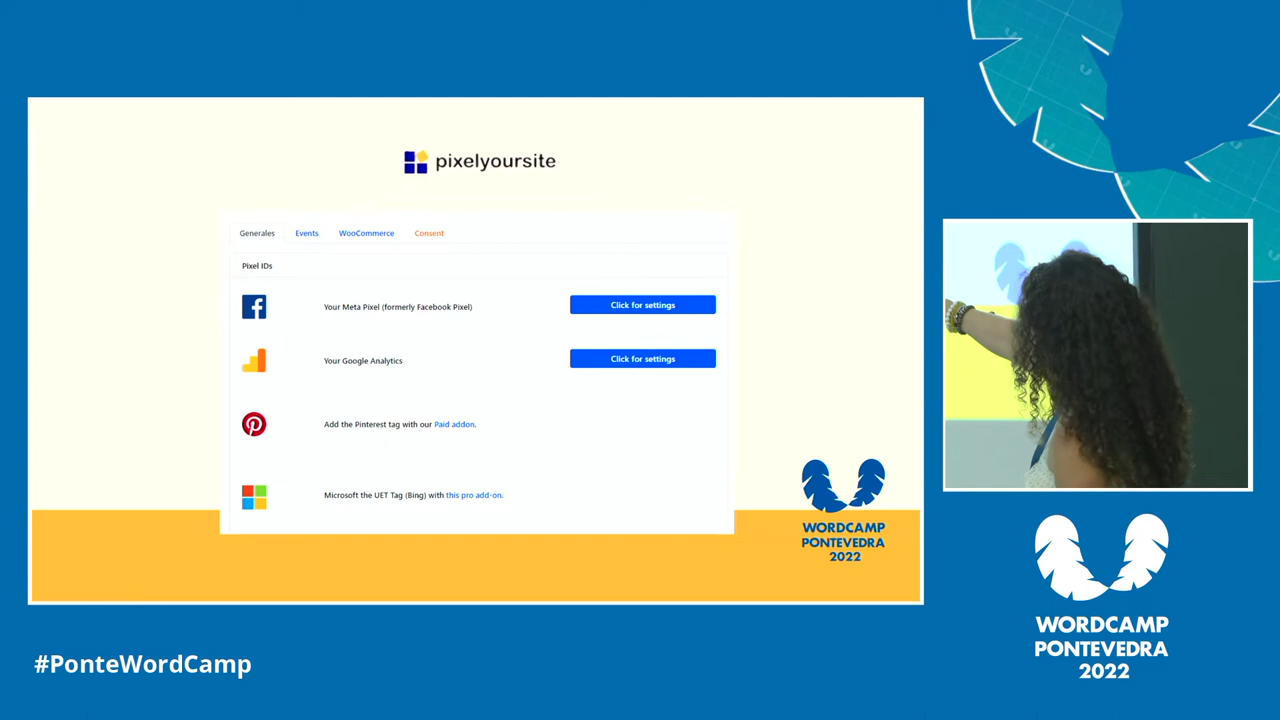 pixelyoursite
Generales Events WooCommerce Consent
Pixel IDs
Your Meta Pixel (formerly Facebook Pixel) Click for settings
Your Google Analytics Click for settings
Add the Pinterest tag with our Paid addon.
Microsoft the UET Tag (Bing) with this pro add-on.
WORDCAMP
PONTEVEDRA
2022
#PonteWordCamp
WORDCAMP
PONTEVEDRA
2022